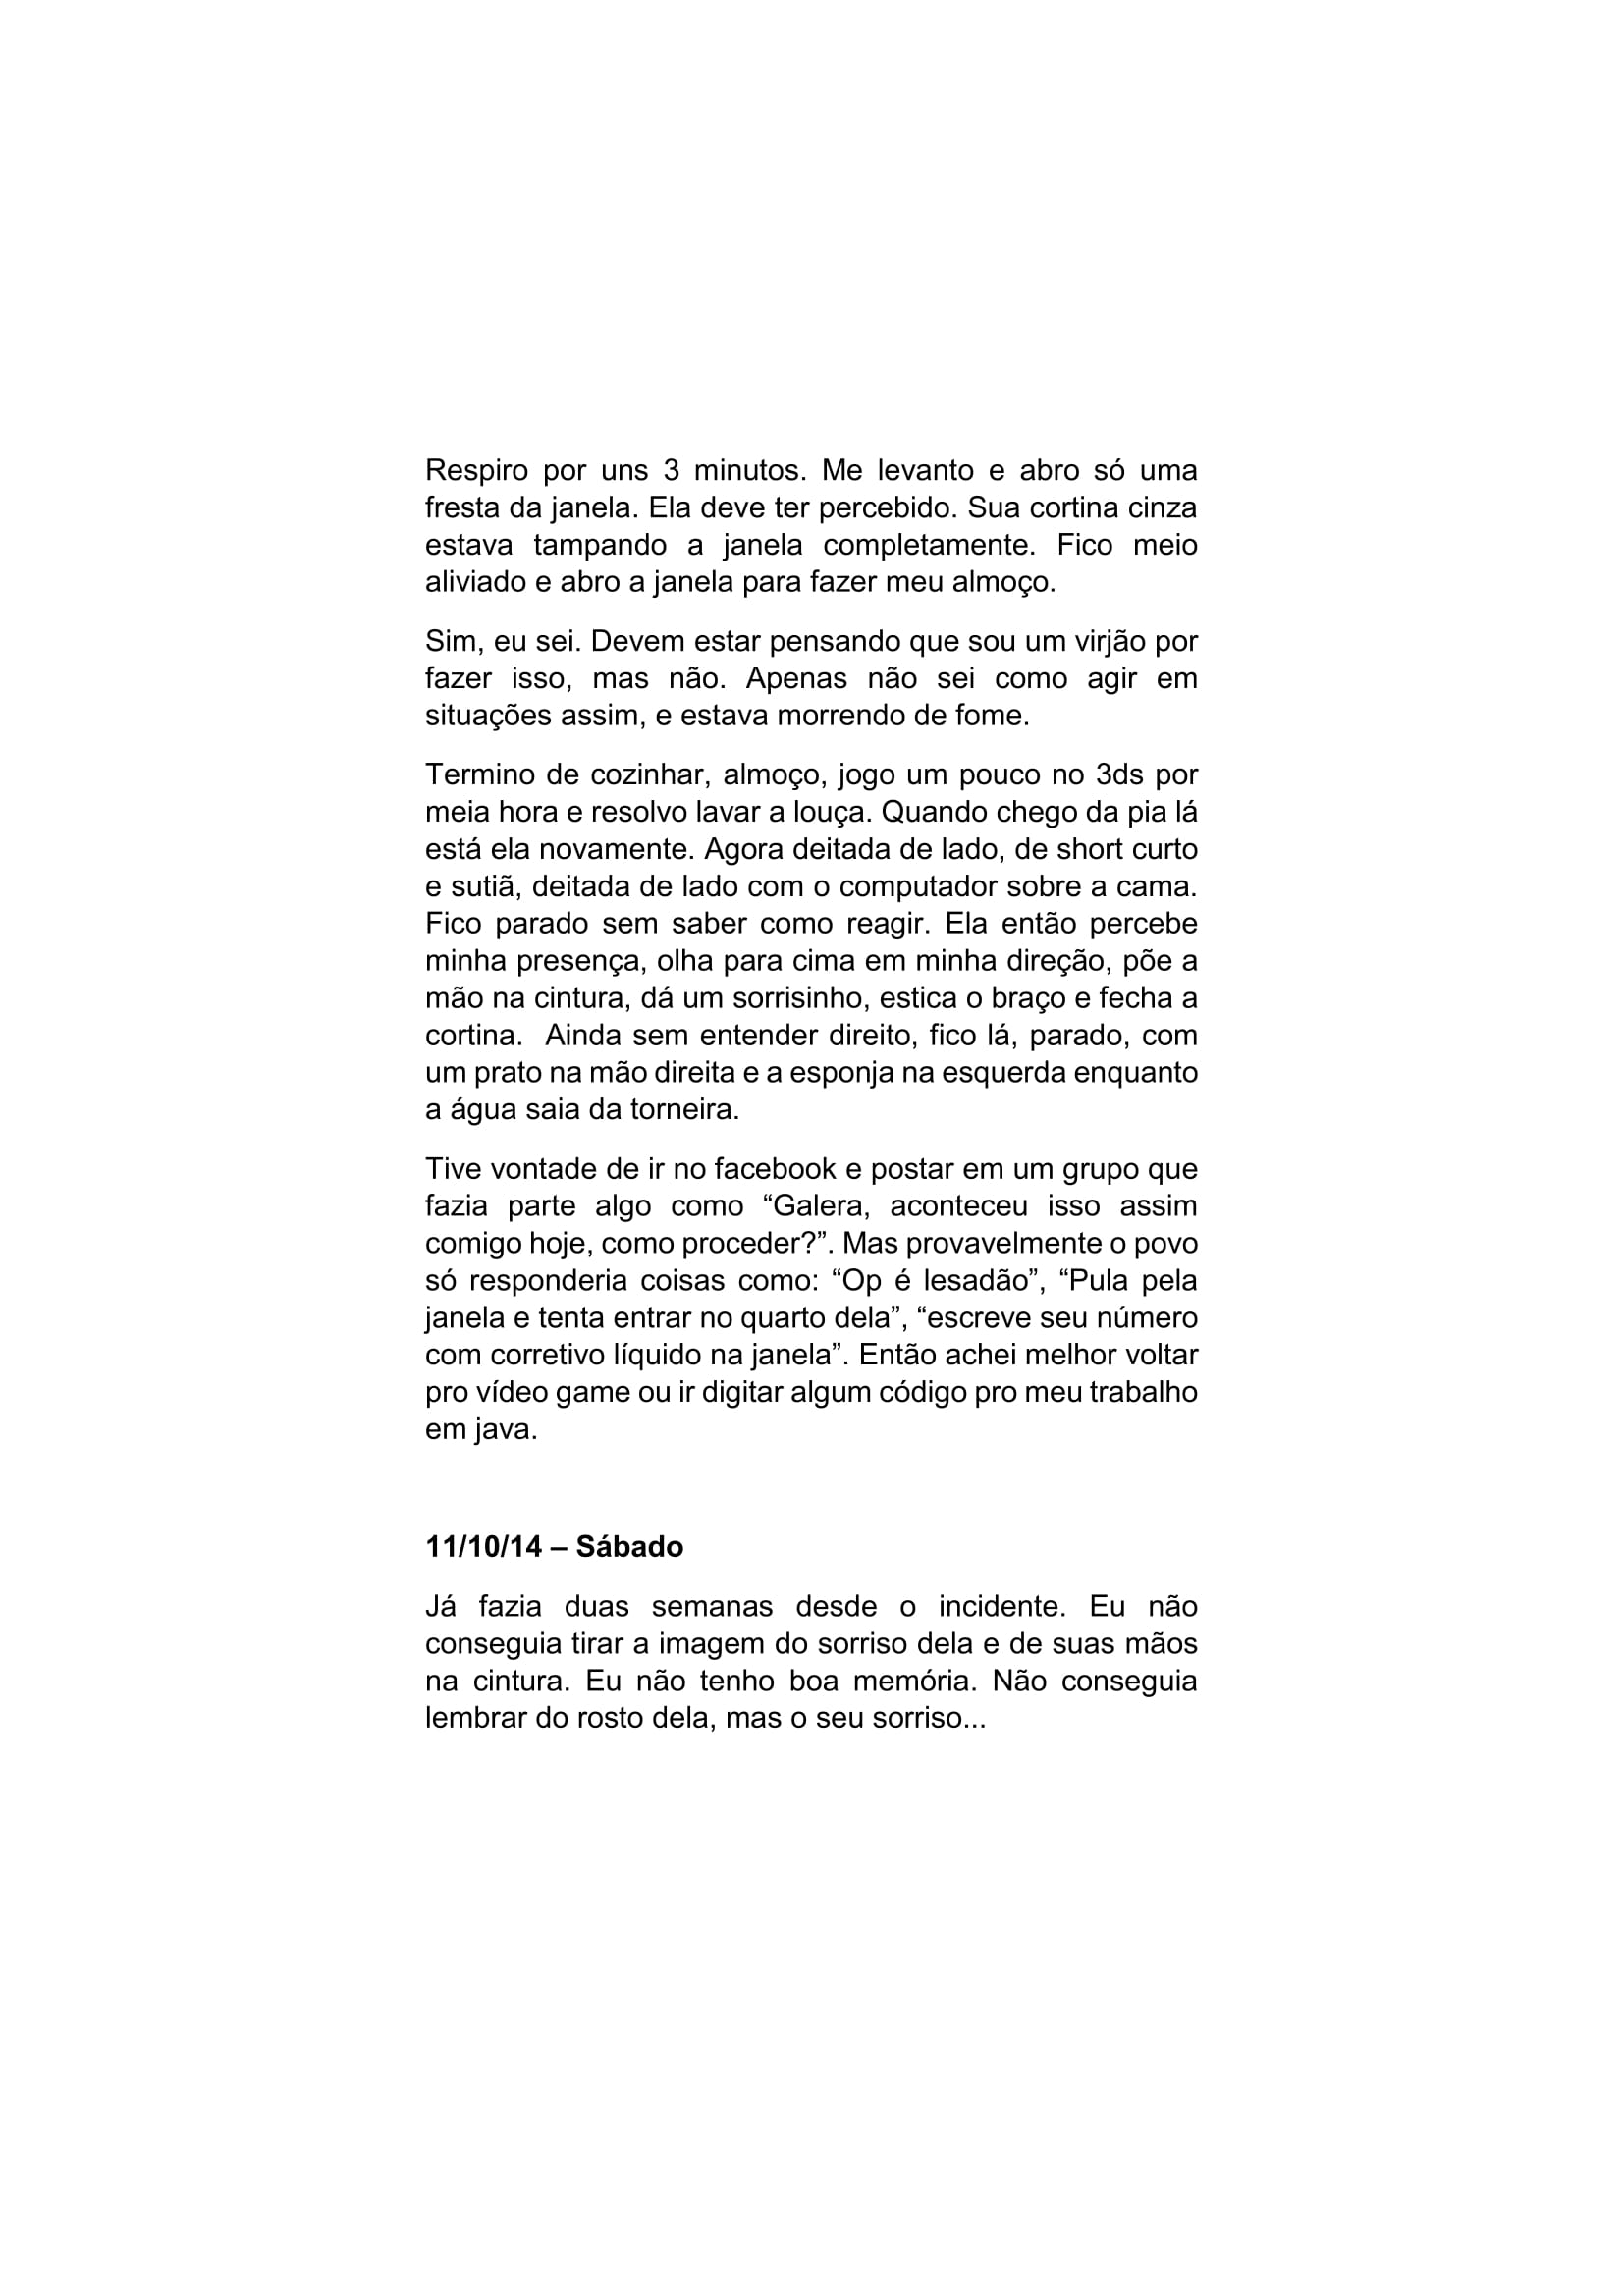 Respiro por uns 3 minutos. Me levanto e abro só uma
fresta da janela. Ela deve ter percebido. Sua cortina cinza
estava tampando a janela completamente. Fico meio
aliviado e abro a janela para fazer meu almoço.
Sim, eu sei. Devem estar pensando que sou um virjão por
fazer isso, mas não. Apenas não sei como agir em
situações assim, e estava morrendo de fome.
Termino de cozinhar, almoço, jogo um pouco no 3ds por
meia hora e resolvo lavar a louça. Quando chego da pia lá
está ela novamente. Agora deitada de lado, de short curto
e sutiã, deitada de lado com o computador sobre a cama.
Fico parado sem saber como reagir. Ela então percebe
minha presença, olha para cima em minha direção, põe a
mão na cintura, dá um sorrisinho, estica o braço e fecha a
cortina.  Ainda sem entender direito, fico lá, parado, com
um prato na mão direita e a esponja na esquerda enquanto
a água saia da torneira.
Tive vontade de ir no facebook e postar em um grupo que
fazia parte algo como “Galera, aconteceu isso assim
comigo hoje, como proceder?”. Mas provavelmente o povo
só responderia coisas como: “Op é lesadão”, “Pula pela
janela e tenta entrar no quarto dela”, “escreve seu número
com corretivo líquido na janela”. Então achei melhor voltar
pro vídeo game ou ir digitar algum código pro meu trabalho
em java.
11/10/14 – Sábado
Já fazia duas semanas desde o incidente. Eu não
conseguia tirar a imagem do sorriso dela e de suas mãos
na cintura. Eu não tenho boa memória. Não conseguia
lembrar do rosto dela, mas o seu sorriso...